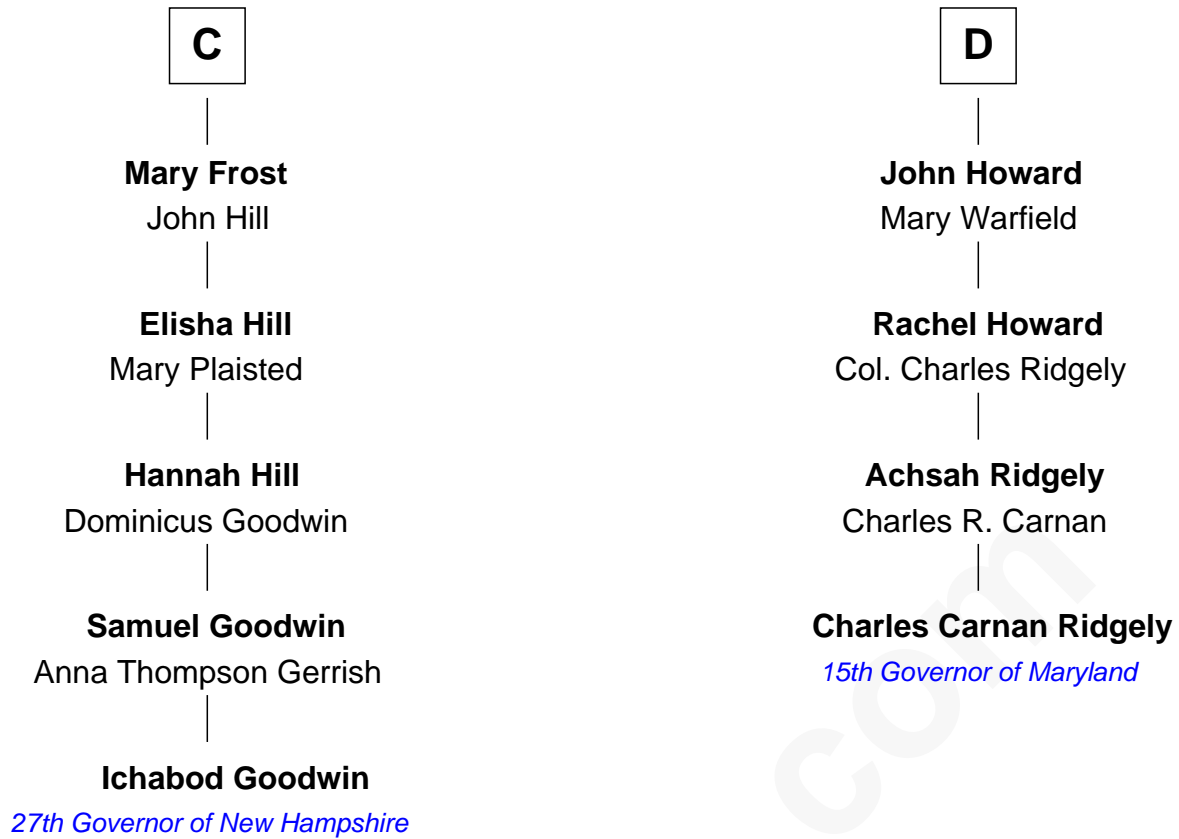 C
Mary Frost
John Hill
Elisha Hill
Mary Plaisted
Hannah Hill
Dominicus Goodwin
Samuel Goodwin
Anna Thompson Gerrish
Ichabod Goodwin
27th Governor of New Hampshire
D
John Howard
Mary Warfield
Rachel Howard
Col. Charles Ridgely
Achsah Ridgely
Charles R. Carnan
Charles Carnan Ridgely
15th Governor of Maryland
com